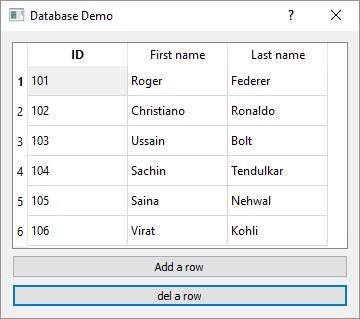 Database Demo ? ×
ID First name Last name
1 101 Roger Federer
2 102 Christiano Ronaldo
3 103 Ussain Bolt
4 104 Sachin Tendulkar
5 105 Saina Nehwal
6 106 Virat Kohli
Add a row
del a row